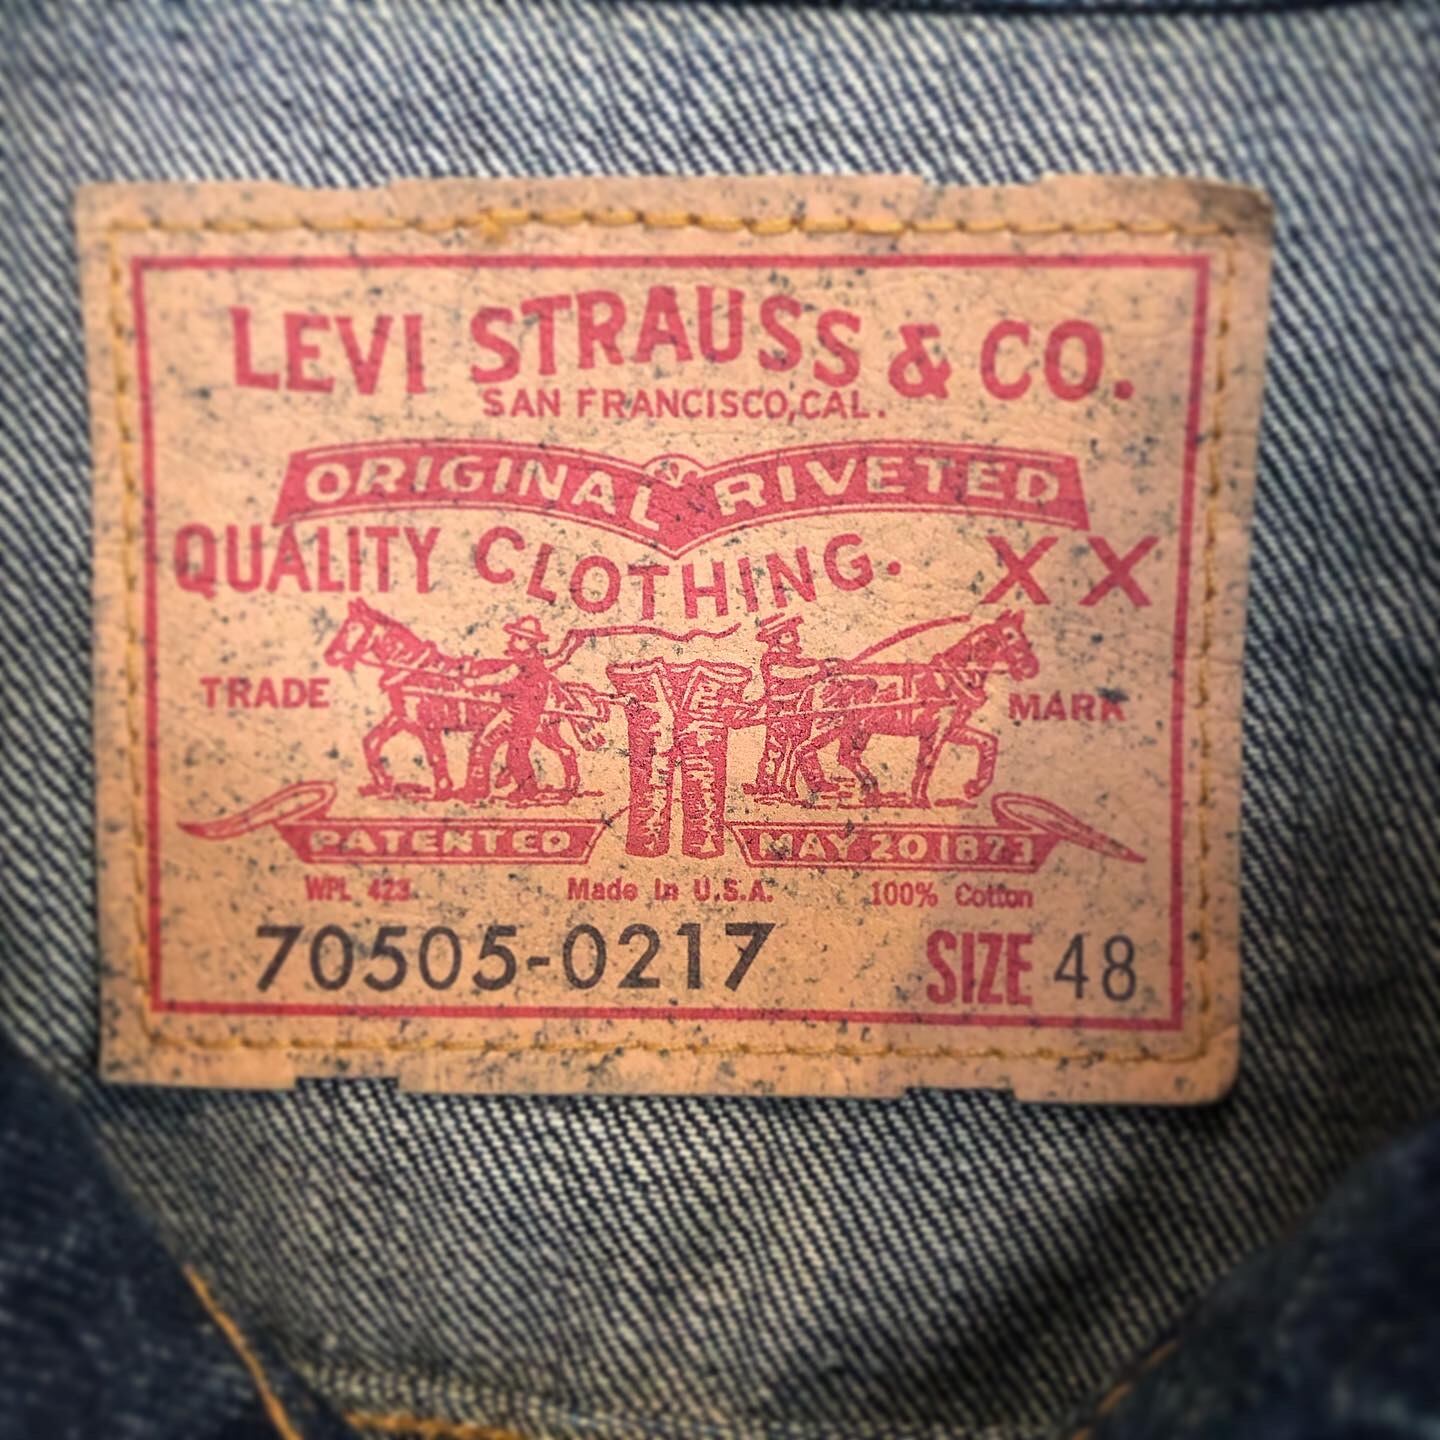 LEVI STRAUSS & CO.
SAN FRANCISCO, CAL.
ORIGINAL RIVETED
QUALITY CLOTHING. XX
TRADE MARK
PATENTED MAY 20 1873
WPL 423 Made in U.S.A. 100% Cotton
70505-0217 SIZE 48